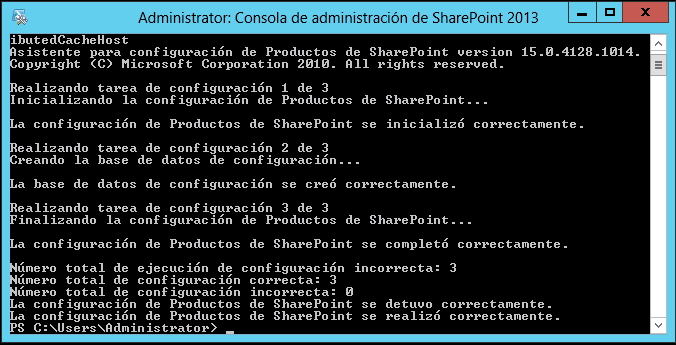 Administrator: Consola de administración de SharePoint 2013
ibutedCacheHost
Asistente para configuración de Productos de SharePoint version 15.0.4128.1014.
Copyright (C) Microsoft Corporation 2010. All rights reserved.
Realizando tarea de configuración 1 de 3
Inicializando la configuración de Productos de SharePoint...
La configuración de Productos de SharePoint se inicializó correctamente.
Realizando tarea de configuración 2 de 3
Creando la base de datos de configuración...
La base de datos de configuración se creó correctamente.
Realizando tarea de configuración 3 de 3
Finalizando la configuración de Productos de SharePoint...
La configuración de Productos de SharePoint se completó correctamente.
Número total de ejecución de configuración incorrecta: 3
Número total de configuración correcta: 3
Número total de configuración incorrecta: 0
La configuración de Productos de SharePoint se detuvo correctamente.
La configuración de Productos de SharePoint se realizó correctamente.
PS C:\Users\Administrator> _